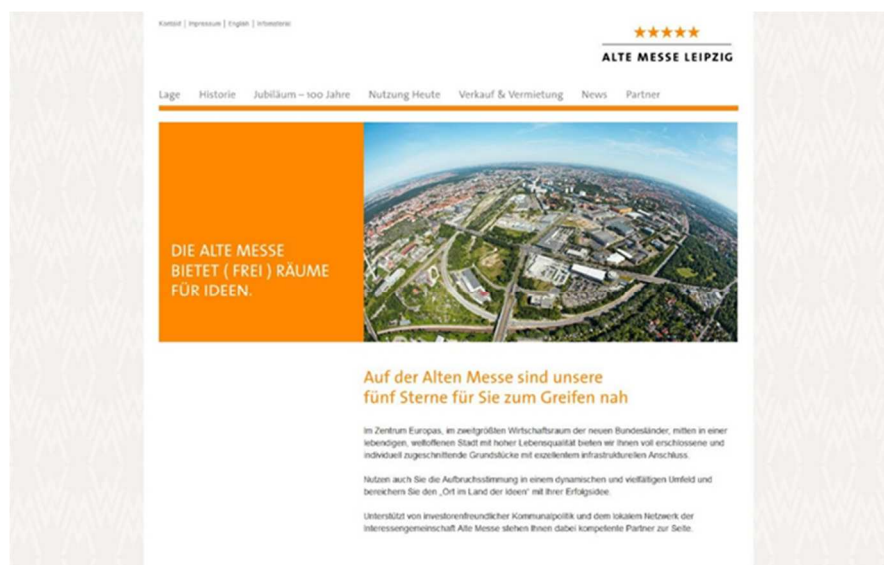 Kontakt | Impressum | English | Infomaterial
ALTE MESSE LEIPZIG
Lage Historie Jubiläum – 100 Jahre Nutzung Heute Verkauf & Vermietung News Partner
DIE ALTE MESSE
BIETET ( FREI ) RÄUME
FÜR IDEEN.
Auf der Alten Messe sind unsere
fünf Sterne für Sie zum Greifen nah
Im Zentrum Europas, im zweitgrößten Wirtschaftsraum der neuen Bundesländer, mitten in einer
lebendigen, weltoffenen Stadt mit hoher Lebensqualität bieten wir Ihnen voll erschlossene und
individuell zugeschnittende Grundstücke mit exzellentem infrastrukturellen Anschluss.
Nutzen auch Sie die Aufbruchsstimmung in einem dynamischen und vielfältigen Umfeld und
bereichern Sie den „Ort im Land der Ideen“ mit Ihrer Erfolgsidee.
Unterstützt von investorenfreundlicher Kommunalpolitik und dem lokalem Netzwerk der
Interessengemeinschaft Alte Messe stehen Ihnen dabei kompetente Partner zur Seite.